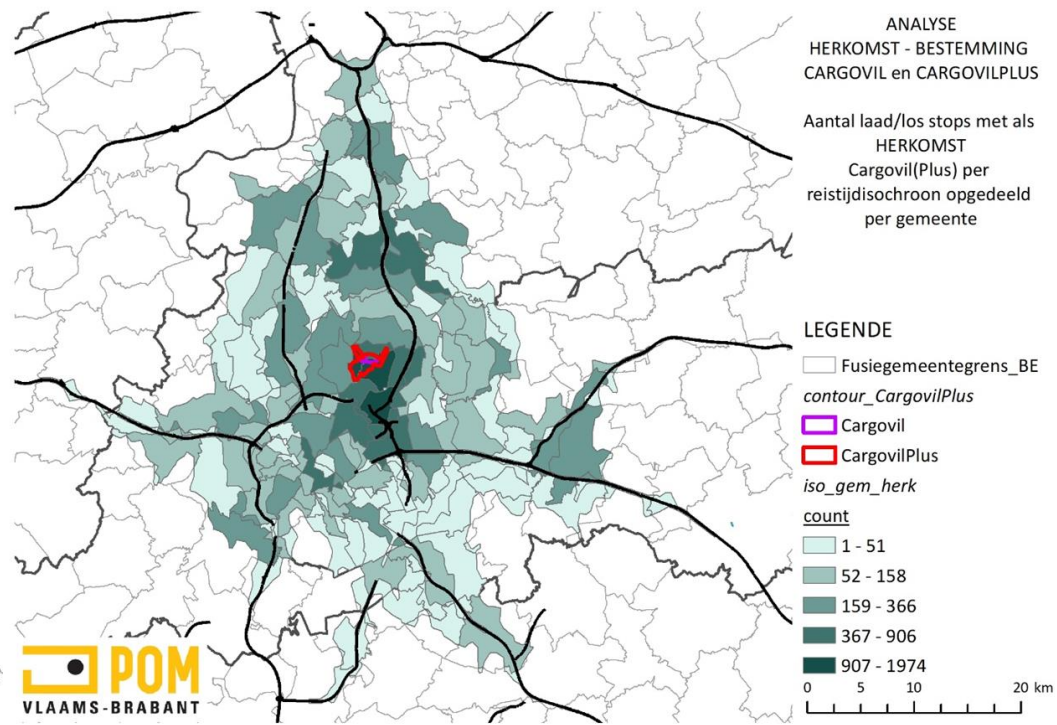 ANALYSE
HERKOMST - BESTEMMING
CARGOVIL en CARGOVILPLUS
Aantal laad/los stops met als
HERKOMST
Cargovil(Plus) per
reistijdisochroon opgedeeld
per gemeente
LEGENDE
Fusiegemeentegrens_BE
contour_CargovilPlus
Cargovil
CargovilPlus
iso_gem_herk
count
1 - 51
52 - 158
159 - 366
367 - 906
907 - 1974
0 5 10 20 km
POM
VLAAMS-BRABANT